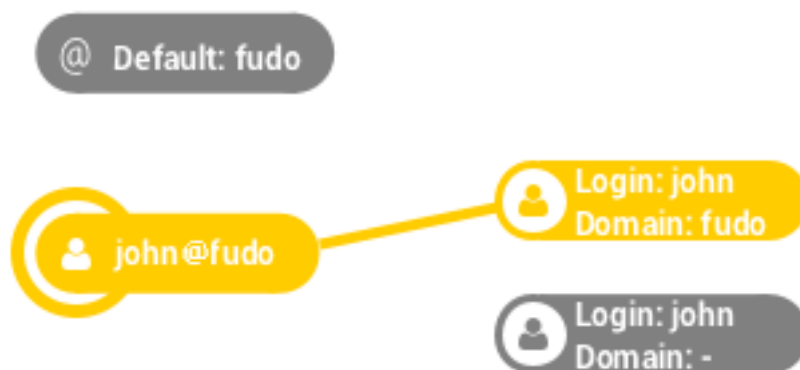 @ Default: fudo
john@fudo
Login: john
Domain: fudo
Login: john
Domain: -